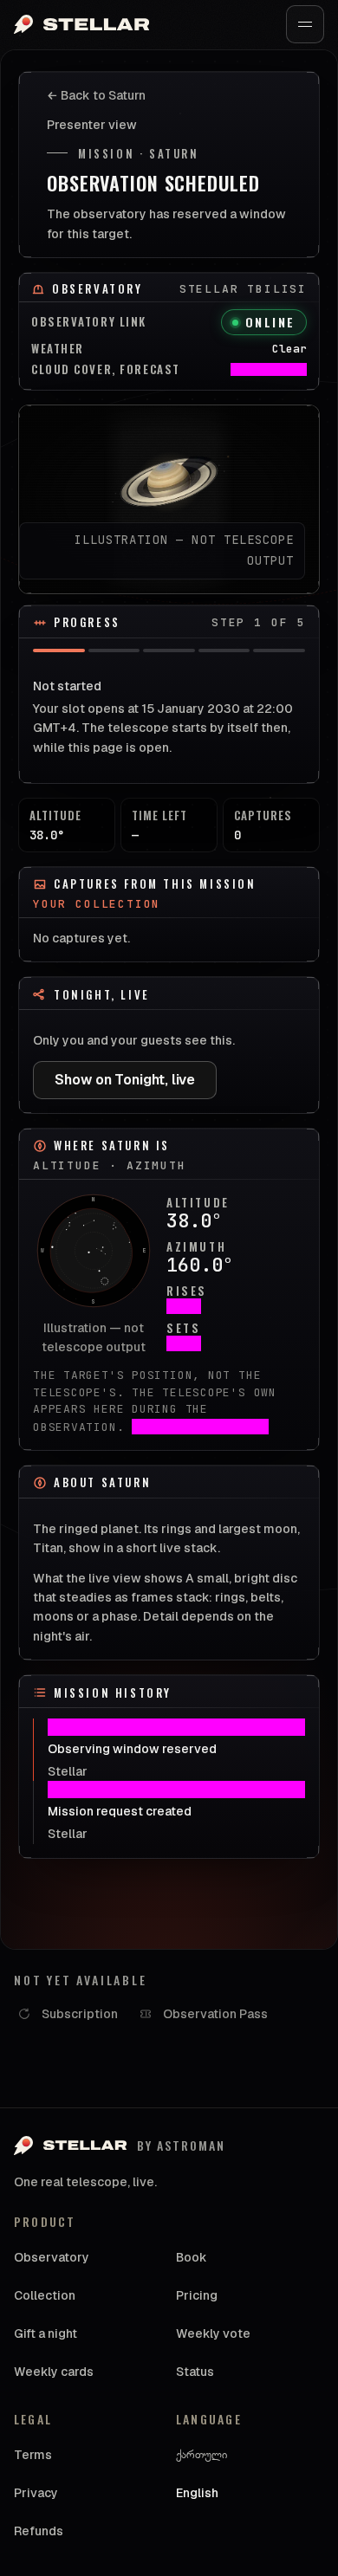 STELLAR
← Back to Saturn
Presenter view
MISSION · SATURN
OBSERVATION SCHEDULED
The observatory has reserved a window
for this target.
OBSERVATORY
STELLAR TBILISI
OBSERVATORY LINK
ONLINE
WEATHER
Clear
CLOUD COVER, FORECAST
ILLUSTRATION — NOT TELESCOPE
OUTPUT
PROGRESS
STEP 1 OF 5
Not started
Your slot opens at 15 January 2030 at 22:00
GMT+4. The telescope starts by itself then,
while this page is open.
ALTITUDE
38.0°
TIME LEFT
—
CAPTURES
0
CAPTURES FROM THIS MISSION
YOUR COLLECTION
No captures yet.
TONIGHT, LIVE
Only you and your guests see this.
Show on Tonight, live
WHERE SATURN IS
ALTITUDE · AZIMUTH
N
W
E
S
Illustration — not
telescope output
ALTITUDE
38.0°
AZIMUTH
160.0°
RISES
SETS
THE TARGET'S POSITION, NOT THE
TELESCOPE'S. THE TELESCOPE'S OWN
APPEARS HERE DURING THE
OBSERVATION.
ABOUT SATURN
The ringed planet. Its rings and largest moon,
Titan, show in a short live stack.
What the live view shows A small, bright disc
that steadies as frames stack: rings, belts,
moons or a phase. Detail depends on the
night's air.
MISSION HISTORY
Observing window reserved
Stellar
Mission request created
Stellar
NOT YET AVAILABLE
Subscription
Observation Pass
STELLAR BY ASTROMAN
One real telescope, live.
PRODUCT
Observatory
Book
Collection
Pricing
Gift a night
Weekly vote
Weekly cards
Status
LEGAL
LANGUAGE
Terms
ქართული
Privacy
English
Refunds